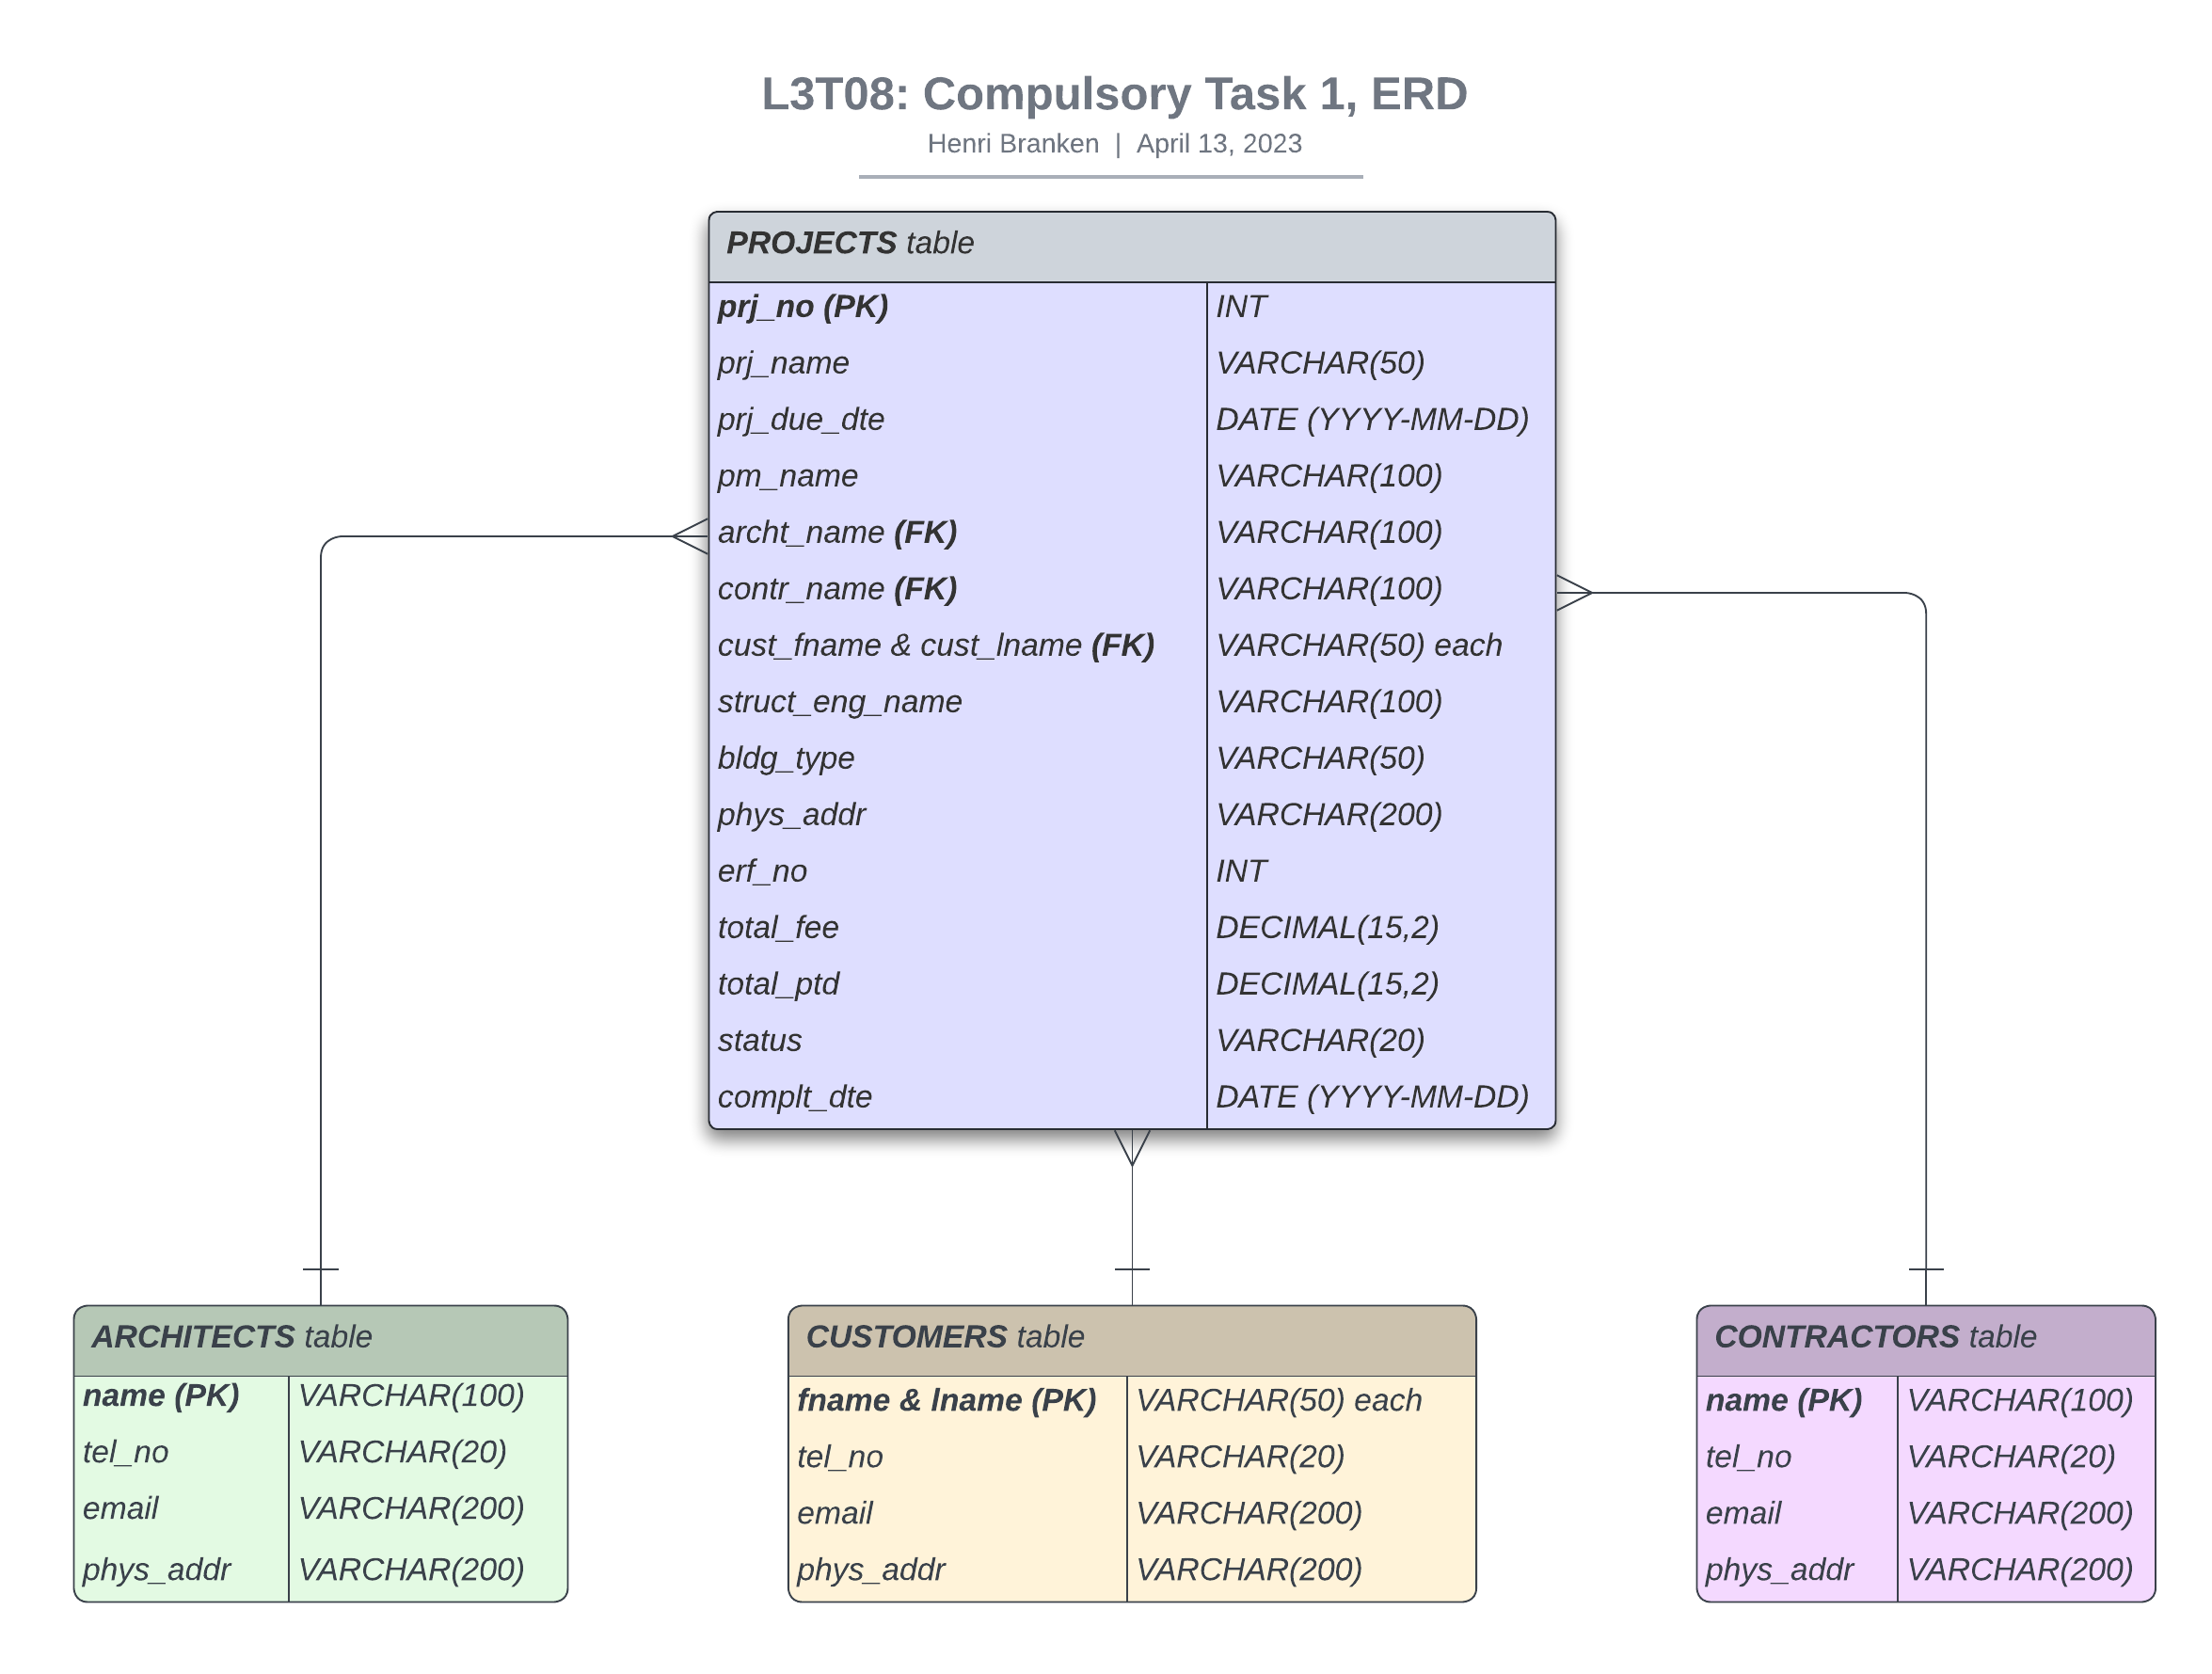 L3T08: Compulsory Task 1, ERD
Henri Branken | April 13, 2023
PROJECTS table
prj_no (PK) INT
prj_name VARCHAR(50)
prj_due_dte DATE (YYYY-MM-DD)
pm_name VARCHAR(100)
archt_name (FK) VARCHAR(100)
contr_name (FK) VARCHAR(100)
cust_fname & cust_lname (FK) VARCHAR(50) each
struct_eng_name VARCHAR(100)
bldg_type VARCHAR(50)
phys_addr VARCHAR(200)
erf_no INT
total_fee DECIMAL(15,2)
total_ptd DECIMAL(15,2)
status VARCHAR(20)
complt_dte DATE (YYYY-MM-DD)
ARCHITECTS table
name (PK) VARCHAR(100)
tel_no VARCHAR(20)
email VARCHAR(200)
phys_addr VARCHAR(200)
CUSTOMERS table
fname & lname (PK) VARCHAR(50) each
tel_no VARCHAR(20)
email VARCHAR(200)
phys_addr VARCHAR(200)
CONTRACTORS table
name (PK) VARCHAR(100)
tel_no VARCHAR(20)
email VARCHAR(200)
phys_addr VARCHAR(200)